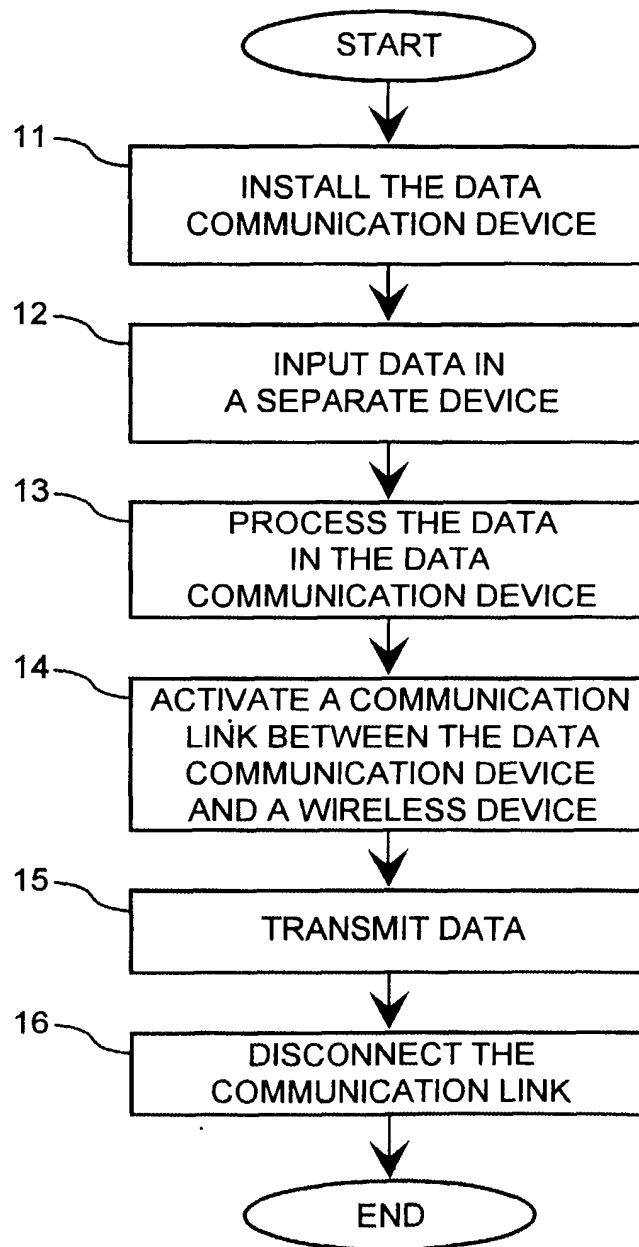 START
11
INSTALL THE DATA
COMMUNICATION DEVICE
12
INPUT DATA IN
A SEPARATE DEVICE
13
PROCESS THE DATA
IN THE DATA
COMMUNICATION DEVICE
14
ACTIVATE A COMMUNICATION
LINK BETWEEN THE DATA
COMMUNICATION DEVICE
AND A WIRELESS DEVICE
15
TRANSMIT DATA
16
DISCONNECT THE
COMMUNICATION LINK
END